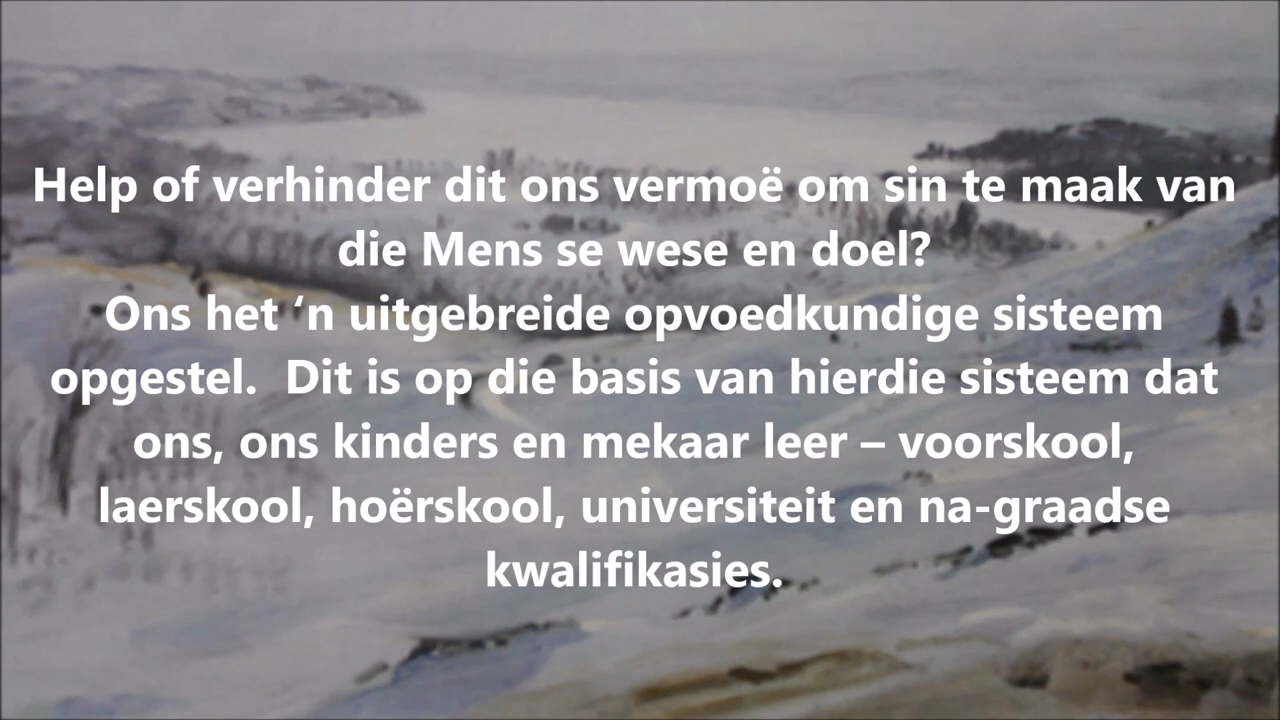 Help of verhinder dit ons vermoë om sin te maak van
die Mens se wese en doel?
Ons het ‘n uitgebreide opvoedkundige sisteem
opgestel.  Dit is op die basis van hierdie sisteem dat
ons, ons kinders en mekaar leer – voorskool,
laerskool, hoërskool, universiteit en na-graadse
kwalifikasies.